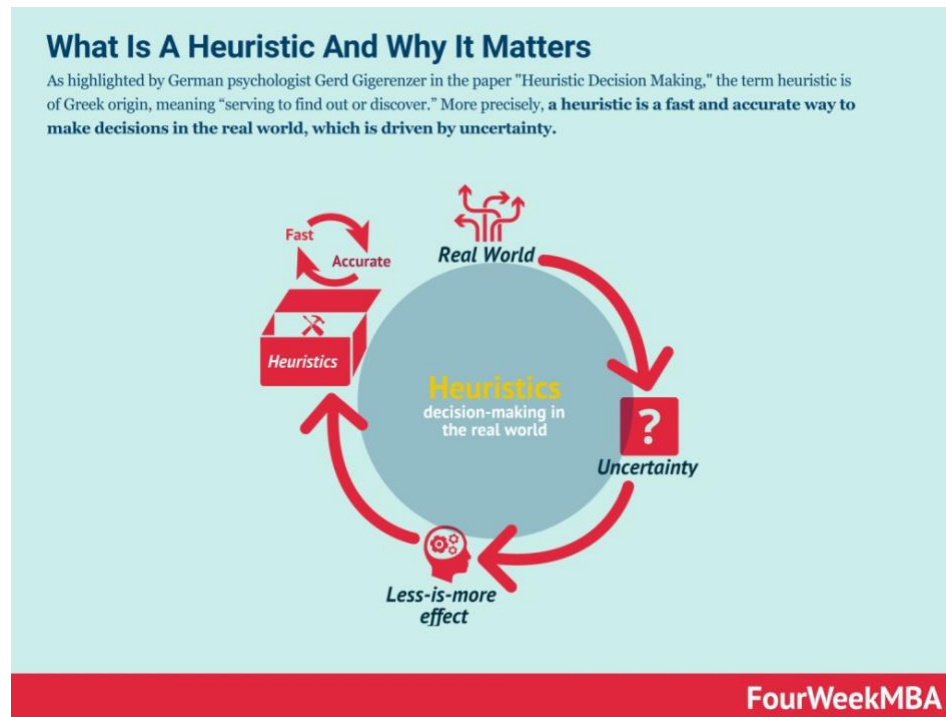 What Is A Heuristic And Why It Matters
As highlighted by German psychologist Gerd Gigerenzer in the paper "Heuristic Decision Making," the term heuristic is
of Greek origin, meaning “serving to find out or discover.” More precisely, a heuristic is a fast and accurate way to
make decisions in the real world, which is driven by uncertainty.
Fast
Accurate
Real World
Heuristics
Heuristics
decision-making in
the real world
?
Uncertainty
Less-is-more
effect
FourWeekMBA